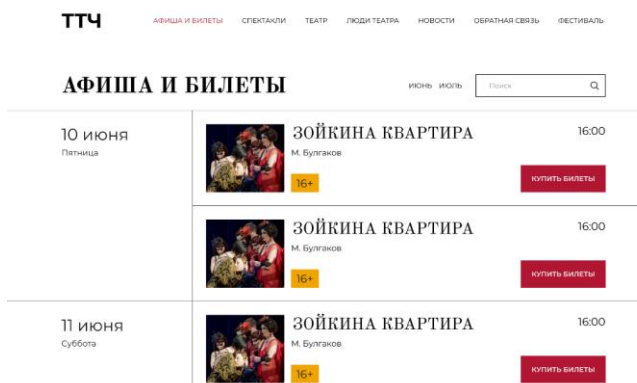 ТТЧ
АФИША И БИЛЕТЫ СПЕКТАКЛИ ТЕАТР ЛЮДИ ТЕАТРА НОВОСТИ ОБРАТНАЯ СВЯЗЬ ФЕСТИВАЛЬ
АФИША И БИЛЕТЫ
ИЮНЬ ИЮЛЬ
Поиск
10 июня
Пятница
ЗОЙКИНА КВАРТИРА
16:00
М. Булгаков
16+
КУПИТЬ БИЛЕТЫ
ЗОЙКИНА КВАРТИРА
16:00
М. Булгаков
16+
КУПИТЬ БИЛЕТЫ
11 июня
Суббота
ЗОЙКИНА КВАРТИРА
16:00
М. Булгаков
16+
КУПИТЬ БИЛЕТЫ